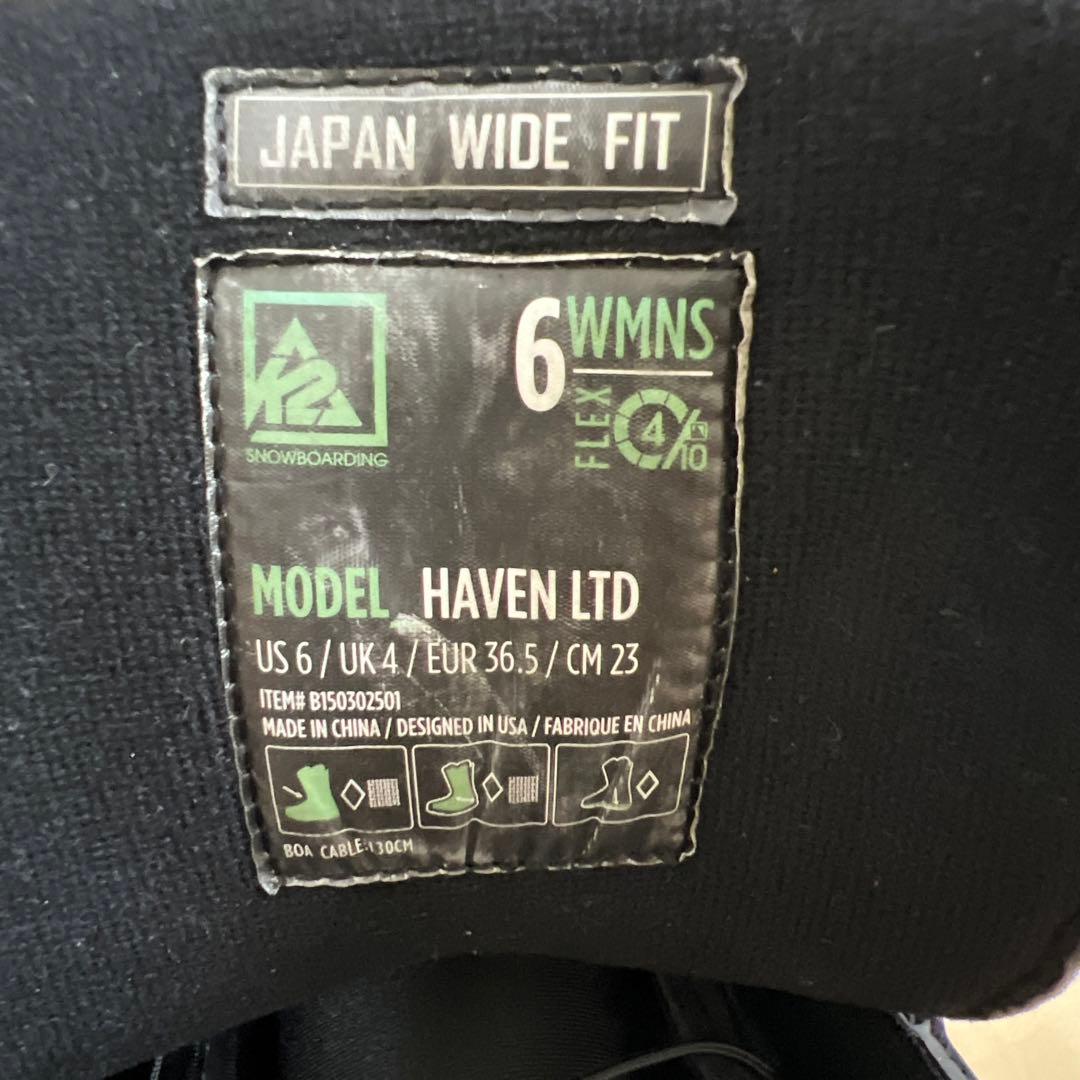 JAPAN WIDE FIT
K2
SNOWBOARDING
6 WMNS
FLEX 4/10
MODEL HAVEN LTD
US 6 / UK 4 / EUR 36.5 / CM 23
ITEM# B150302501
MADE IN CHINA / DESIGNED IN USA / FABRIQUE EN CHINA
BOA CABLE:130CM